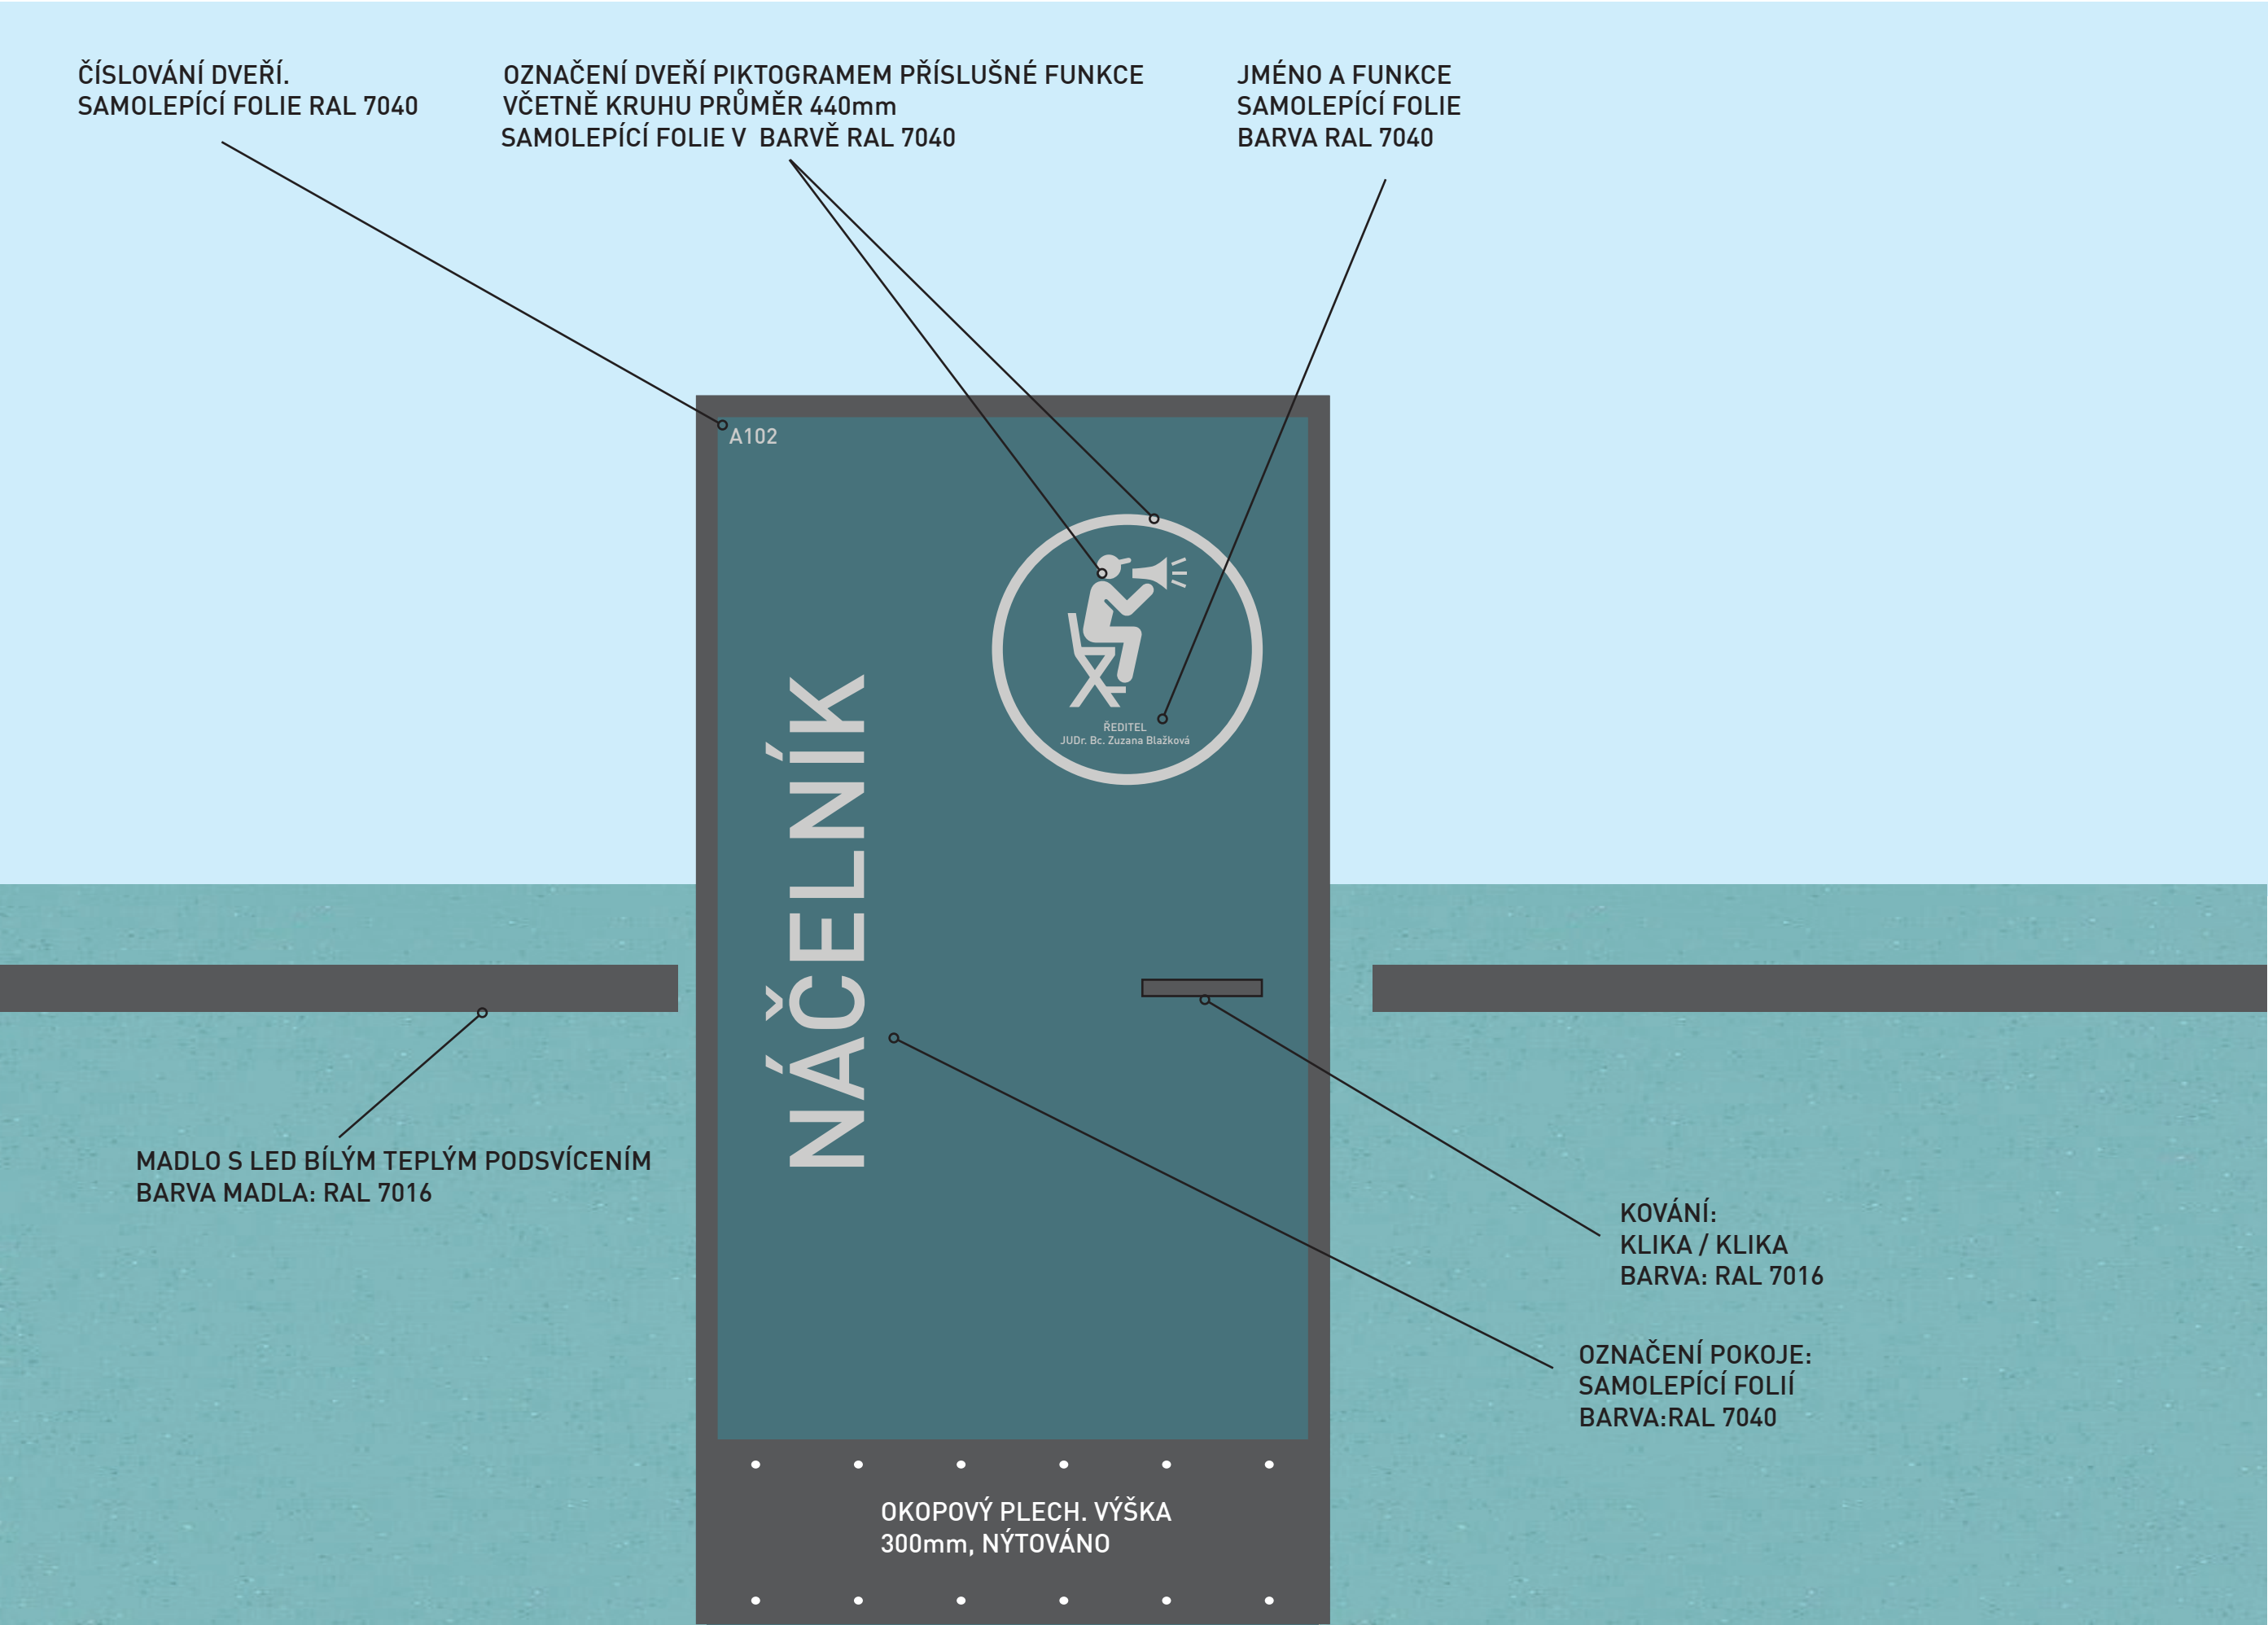 ČÍSLOVÁNÍ DVEŘÍ.
SAMOLEPÍCÍ FOLIE RAL 7040
OZNAČENÍ DVEŘÍ PIKTOGRAMEM PŘÍSLUŠNÉ FUNKCE
VČETNĚ KRUHU PRŮMĚR 440mm
SAMOLEPÍCÍ FOLIE V BARVĚ RAL 7040
JMÉNO A FUNKCE
SAMOLEPÍCÍ FOLIE
BARVA RAL 7040
A102
ŘEDITEL
JUDr. Bc. Zuzana Blažková
NÁČELNÍK
MADLO S LED BÍLÝM TEPLÝM PODSVÍCENÍM
BARVA MADLA: RAL 7016
KOVÁNÍ:
KLIKA / KLIKA
BARVA: RAL 7016
OZNAČENÍ POKOJE:
SAMOLEPÍCÍ FOLIÍ
BARVA:RAL 7040
OKOPOVÝ PLECH. VÝŠKA
300mm, NÝTOVÁNO